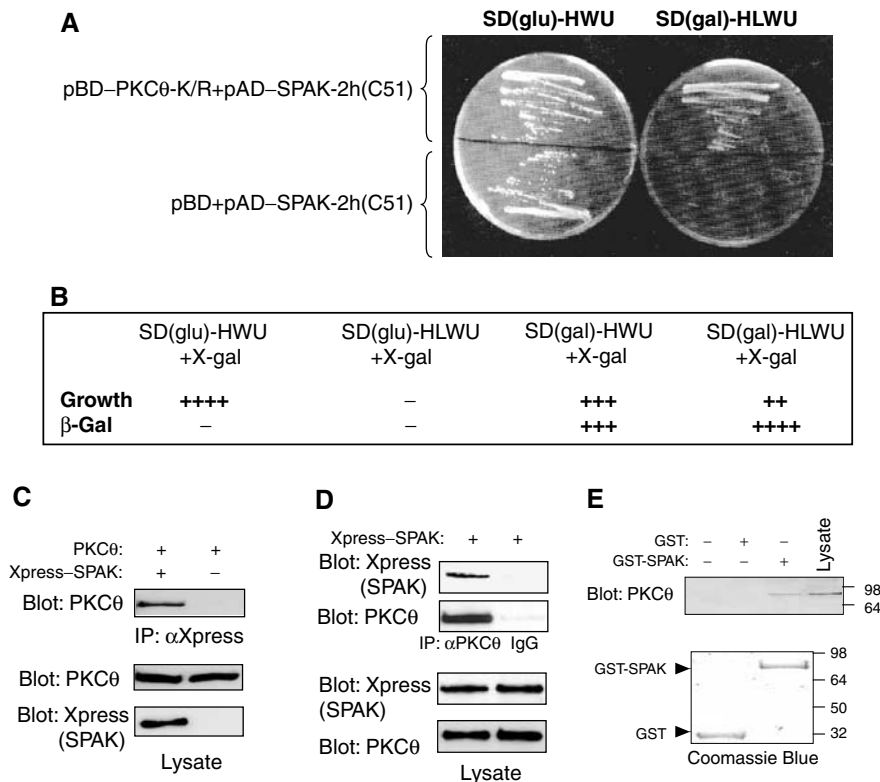 A
SD(glu)-HWU SD(gal)-HLWU
pBD–PKCθ-K/R+pAD–SPAK-2h(C51)
pBD+pAD–SPAK-2h(C51)
B
SD(glu)-HWU SD(glu)-HLWU SD(gal)-HWU SD(gal)-HLWU
+X-gal +X-gal +X-gal +X-gal
Growth ++++ – +++ ++
β-Gal – – +++ ++++
C
PKCθ: + +
Xpress–SPAK: + –
Blot: PKCθ
IP: αXpress
Blot: PKCθ
Blot: Xpress
(SPAK)
Lysate
D
Xpress–SPAK: + +
Blot: Xpress
(SPAK)
Blot: PKCθ
IP: αPKCθ IgG
Blot: Xpress
(SPAK)
Blot: PKCθ
Lysate
E
GST: – + –
GST-SPAK: – – +
Lysate
Blot: PKCθ
98
64
GST-SPAK
GST
98
64
50
32
Coomassie Blue